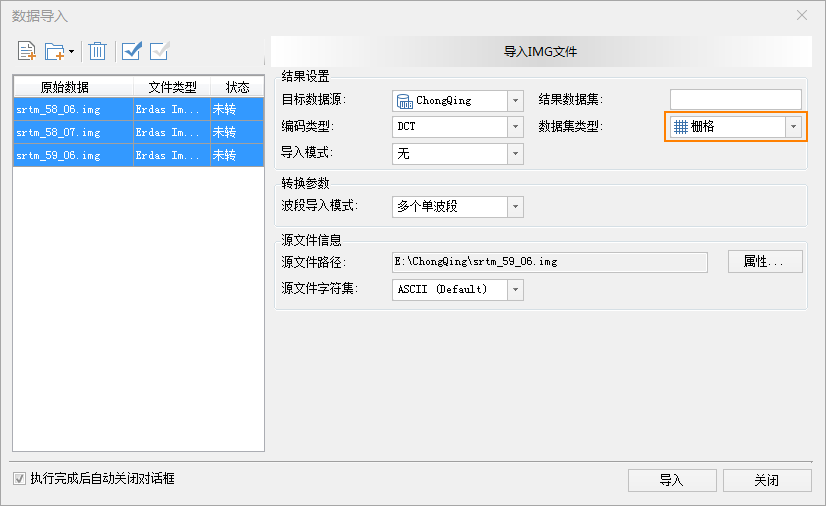 数据导入
导入IMG文件
原始数据 文件类型 状态
srtm_58_06.img Erdas Im... 未转
srtm_58_07.img Erdas Im... 未转
srtm_59_06.img Erdas Im... 未转
结果设置
目标数据源: ChongQing 结果数据集:
编码类型: DCT 数据集类型: 栅格
导入模式: 无
转换参数
波段导入模式: 多个单波段
源文件信息
源文件路径: E:\ChongQing\srtm_59_06.img 属性...
源文件字符集: ASCII (Default)
执行完成后自动关闭对话框 导入 关闭